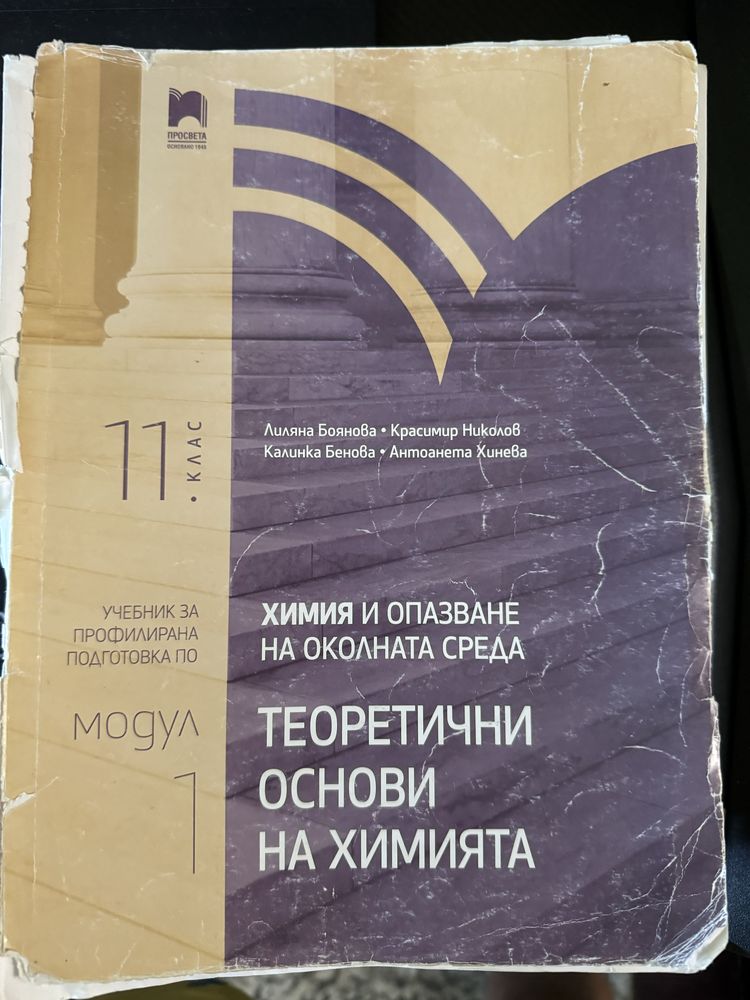 ПРОСВЕТА
ОСНОВАНО 1945
11. КЛАС
Лиляна Боянова • Красимир Николов
Калинка Бенова • Антоанета Хинева
УЧЕБНИК ЗА
ПРОФИЛИРАНА
ПОДГОТОВКА ПО
ХИМИЯ И ОПАЗВАНЕ
НА ОКОЛНАТА СРЕДА
МОДУЛ
1
ТЕОРЕТИЧНИ
ОСНОВИ
НА ХИМИЯТА